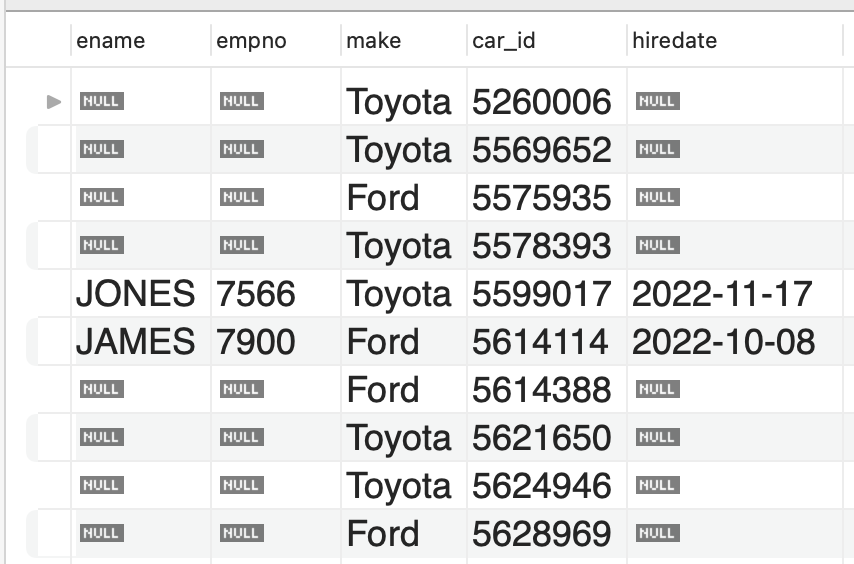 ename empno make car_id hiredate
NULL NULL Toyota 5260006 NULL
NULL NULL Toyota 5569652 NULL
NULL NULL Ford 5575935 NULL
NULL NULL Toyota 5578393 NULL
JONES 7566 Toyota 5599017 2022-11-17
JAMES 7900 Ford 5614114 2022-10-08
NULL NULL Ford 5614388 NULL
NULL NULL Toyota 5621650 NULL
NULL NULL Toyota 5624946 NULL
NULL NULL Ford 5628969 NULL